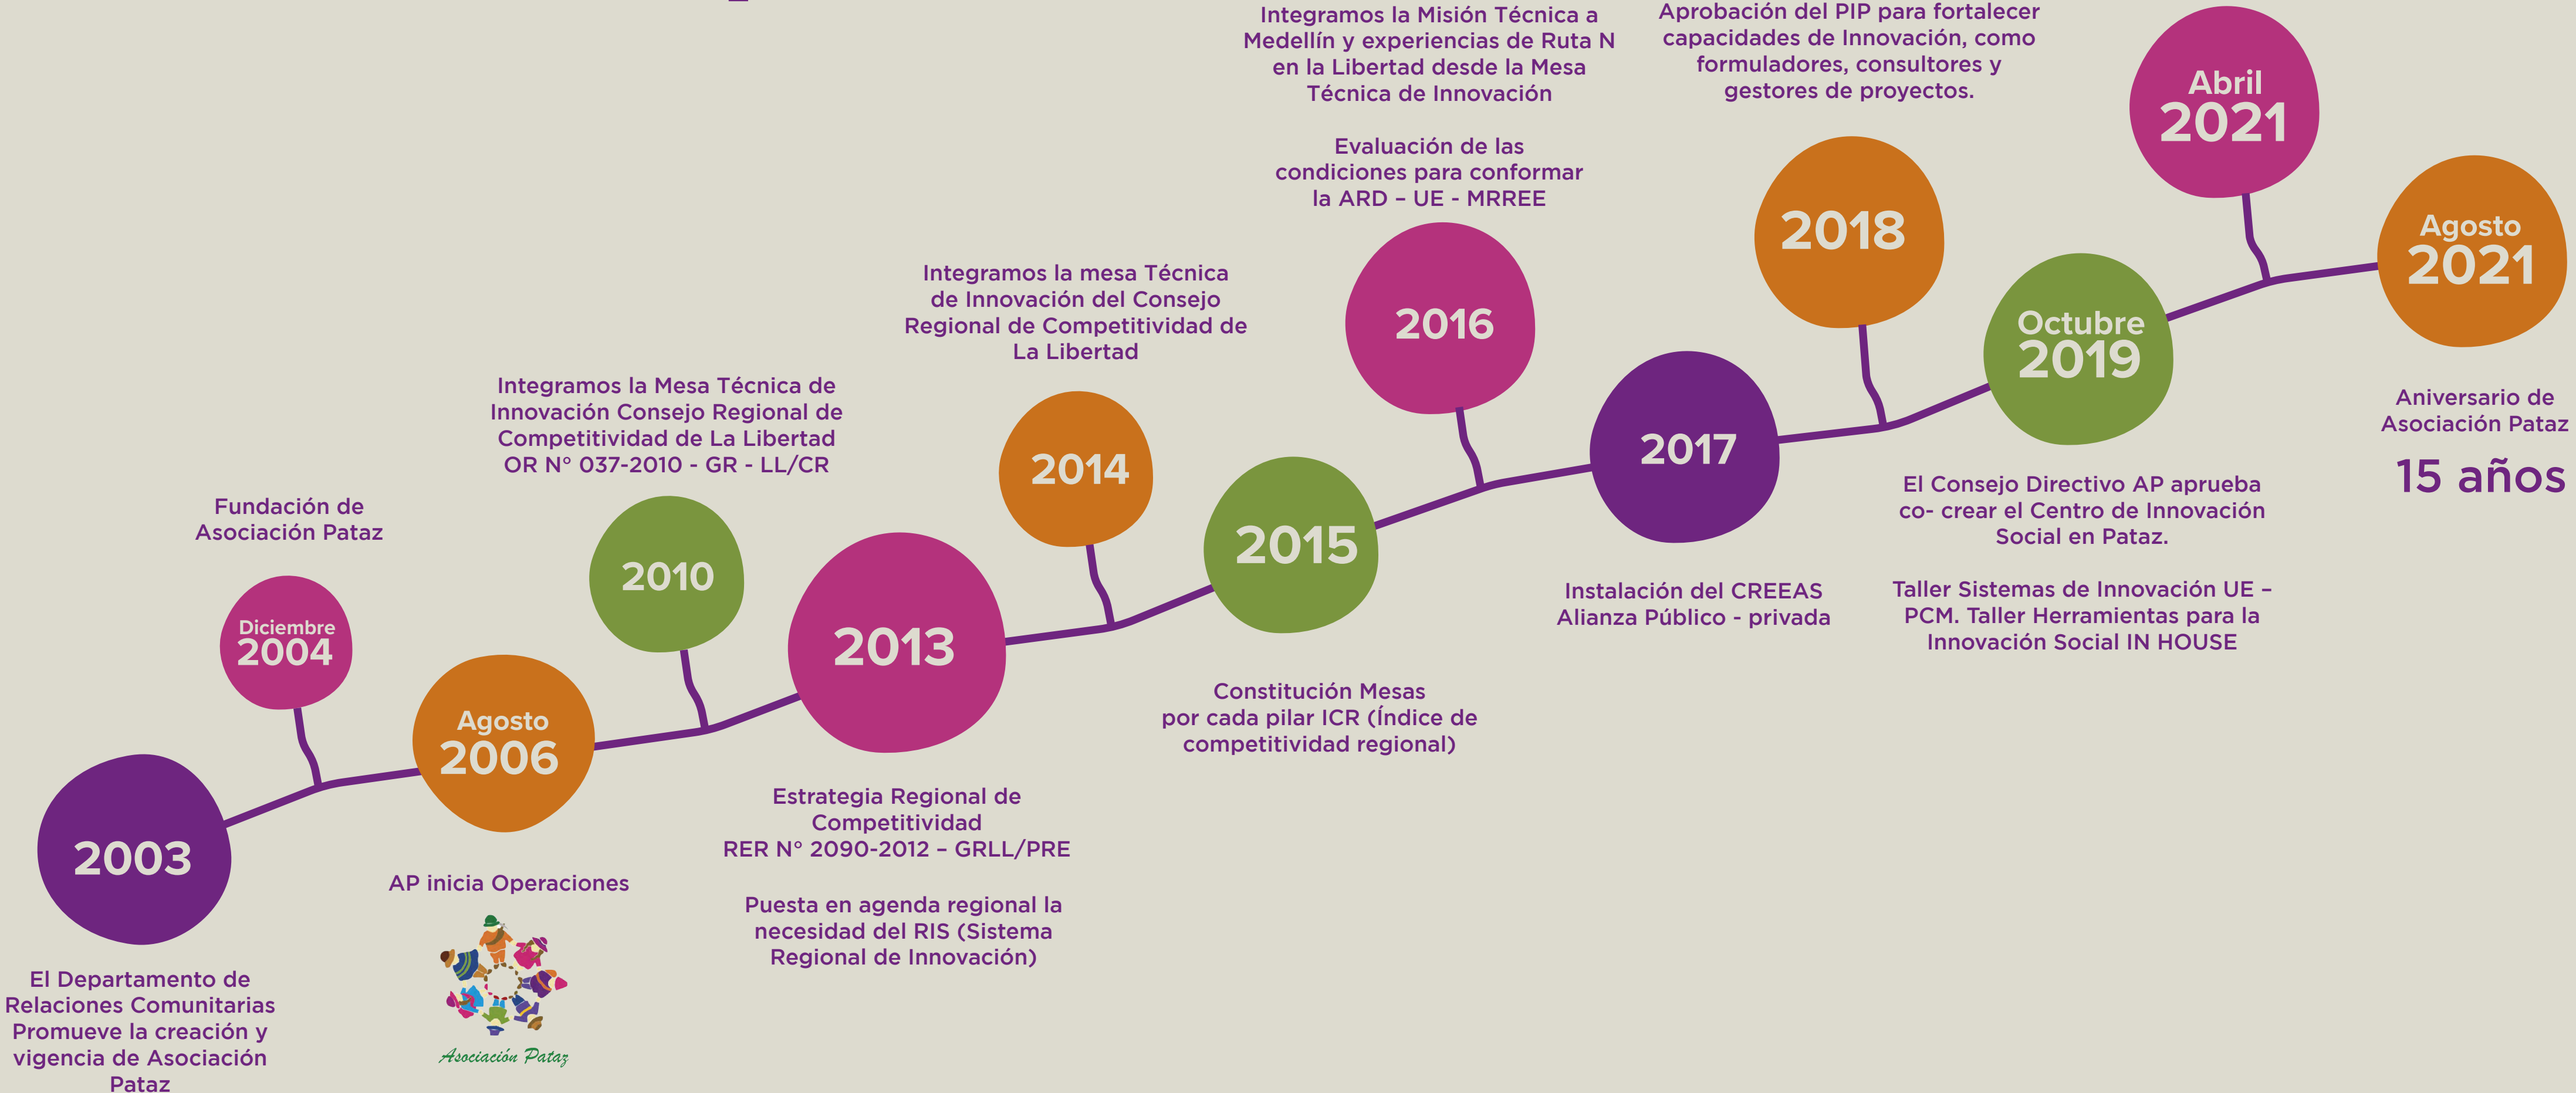 2003
El Departamento de
Relaciones Comunitarias
Promueve la creación y
vigencia de Asociación
Pataz
Fundación de
Asociación Pataz
Diciembre
2004
Agosto
2006
AP inicia Operaciones
Asociación Pataz
Integramos la Mesa Técnica de
Innovación Consejo Regional de
Competitividad de La Libertad
OR N° 037-2010 - GR - LL/CR
2010
2013
Estrategia Regional de
Competitividad
RER N° 2090-2012 – GRLL/PRE
Puesta en agenda regional la
necesidad del RIS (Sistema
Regional de Innovación)
Integramos la mesa Técnica
de Innovación del Consejo
Regional de Competitividad de
La Libertad
2014
2015
Constitución Mesas
por cada pilar ICR (Índice de
competitividad regional)
Integramos la Misión Técnica a
Medellín y experiencias de Ruta N
en la Libertad desde la Mesa
Técnica de Innovación
Evaluación de las
condiciones para conformar
la ARD – UE - MRREE
2016
2017
Instalación del CREEAS
Alianza Público - privada
Aprobación del PIP para fortalecer
capacidades de Innovación, como
formuladores, consultores y
gestores de proyectos.
2018
Octubre
2019
El Consejo Directivo AP aprueba
co- crear el Centro de Innovación
Social en Pataz.
Taller Sistemas de Innovación UE –
PCM. Taller Herramientas para la
Innovación Social IN HOUSE
Abril
2021
Agosto
2021
Aniversario de
Asociación Pataz
15 años